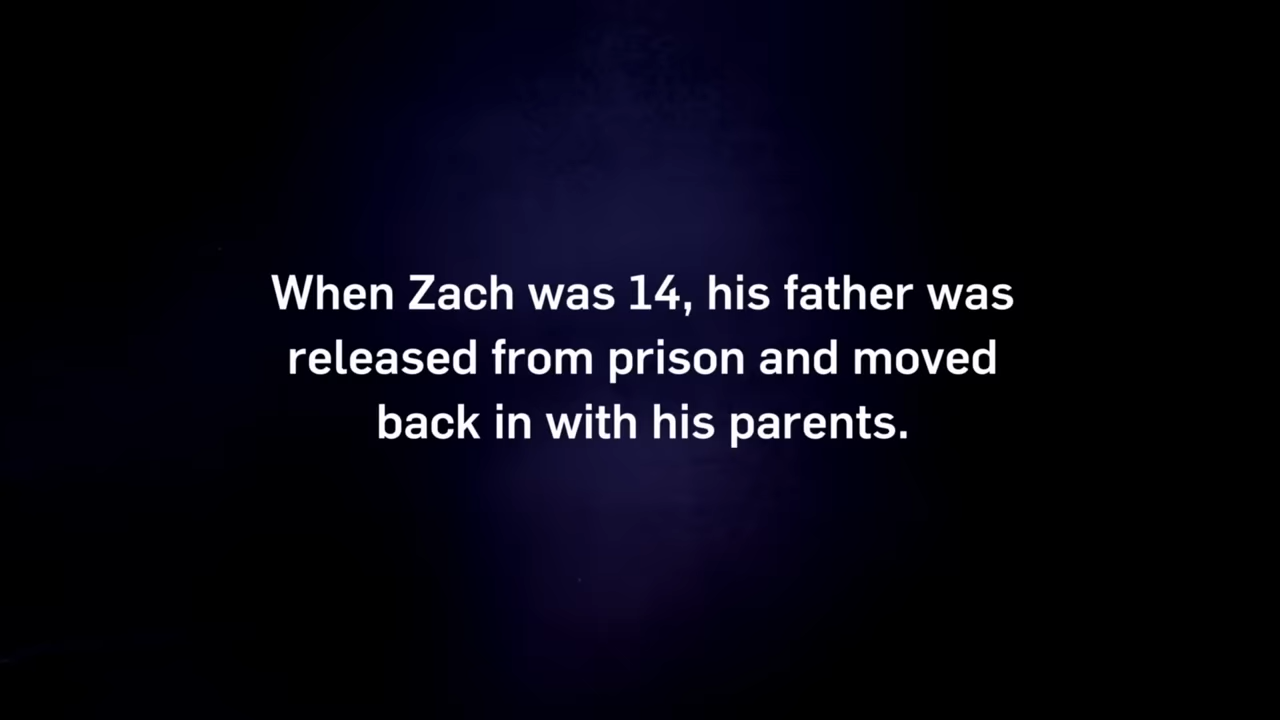 When Zach was 14, his father was
released from prison and moved
back in with his parents.